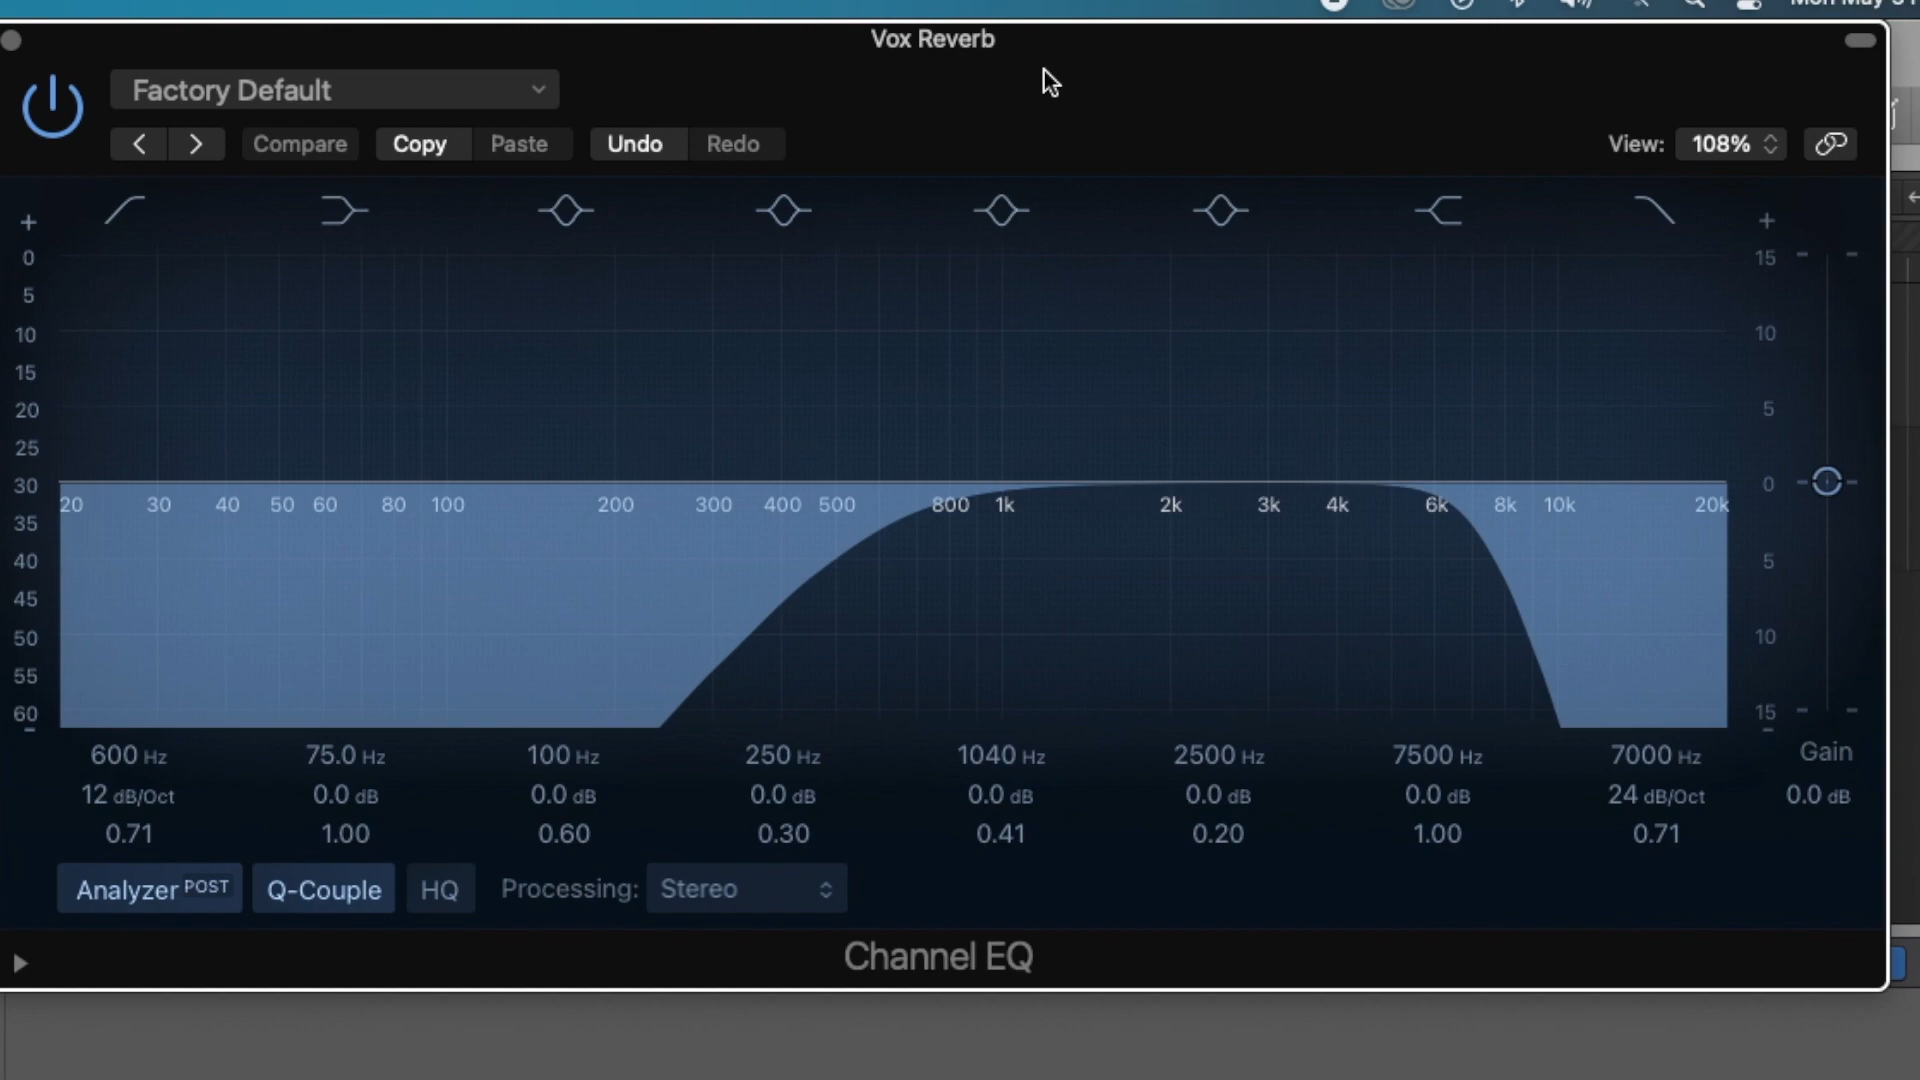 Mon May 31
Vox Reverb
Factory Default
Compare Copy Paste Undo Redo View: 108%
+ +
0 15
5
10 10
15
20 5
25
30 0
20 30 40 50 60 80 100 200 300 400 500 800 1k 2k 3k 4k 6k 8k 10k 20k
35
40 5
45
50 10
55
60 15
- -
600 Hz 75.0 Hz 100 Hz 250 Hz 1040 Hz 2500 Hz 7500 Hz 7000 Hz Gain
12 dB/Oct 0.0 dB 0.0 dB 0.0 dB 0.0 dB 0.0 dB 0.0 dB 24 dB/Oct 0.0 dB
0.71 1.00 0.60 0.30 0.41 0.20 1.00 0.71
Analyzer POST Q-Couple HQ Processing: Stereo
Channel EQ